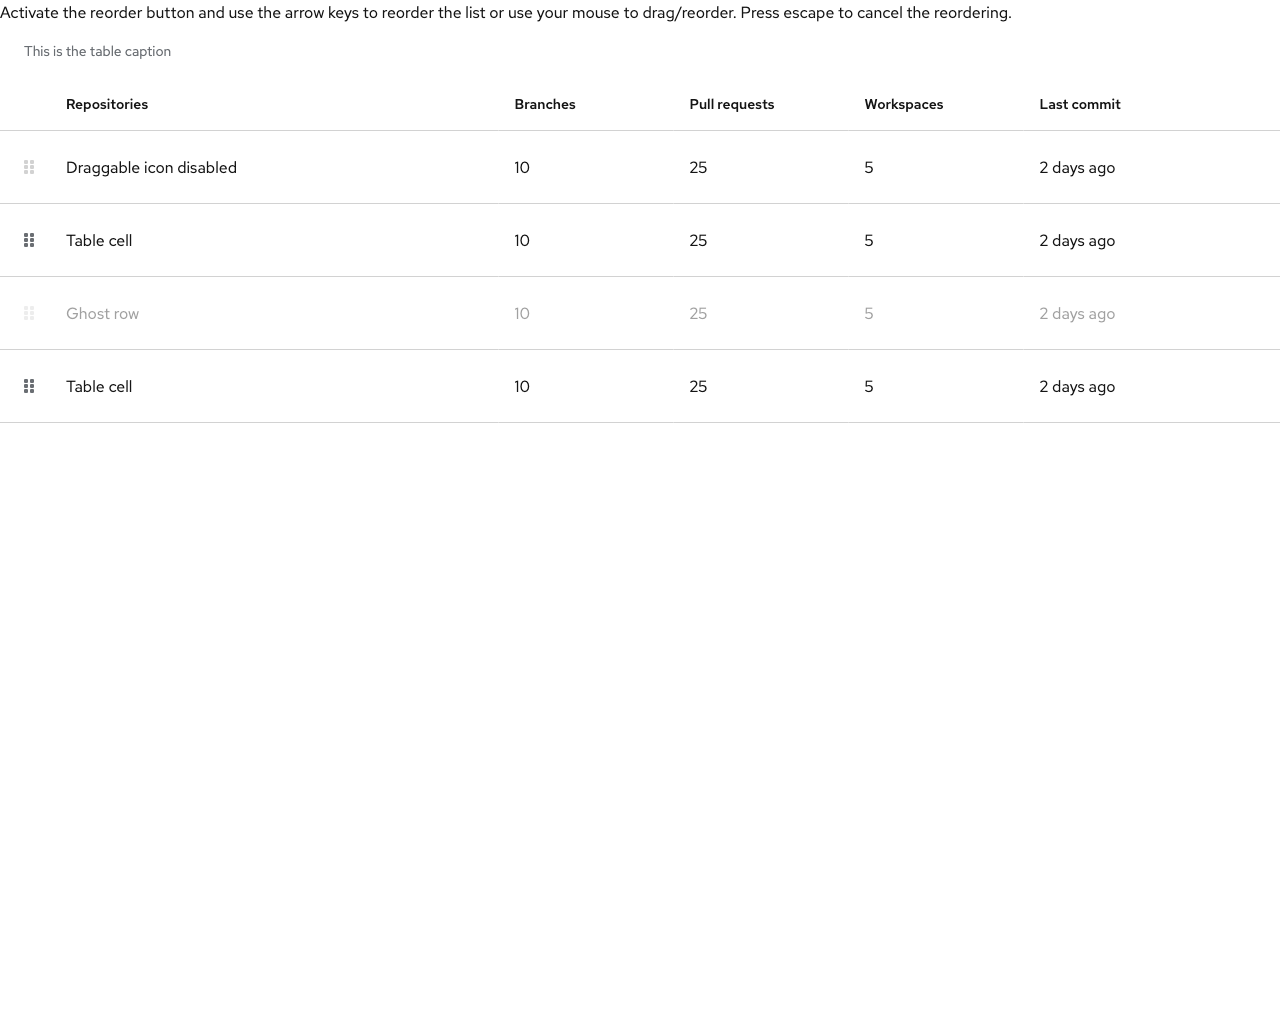 Activate the reorder button and use the arrow keys to reorder the list or use your mouse to drag/reorder. Press escape to cancel the reordering.
This is the table caption
Repositories Branches Pull requests Workspaces Last commit
Draggable icon disabled 10 25 5 2 days ago
Table cell 10 25 5 2 days ago
Ghost row 10 25 5 2 days ago
Table cell 10 25 5 2 days ago